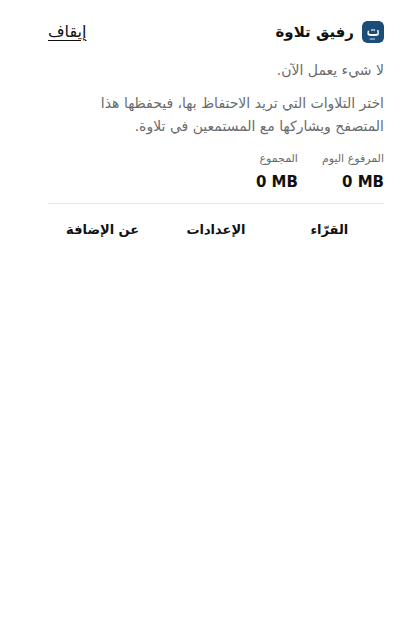 ت رفيق تلاوة إيقاف
لا شيء يعمل الآن.
اختر التلاوات التي تريد الاحتفاظ بها، فيحفظها هذا
المتصفح ويشاركها مع المستمعين في تلاوة.
المرفوع اليوم المجموع
0 MB 0 MB
القرّاء الإعدادات عن الإضافة